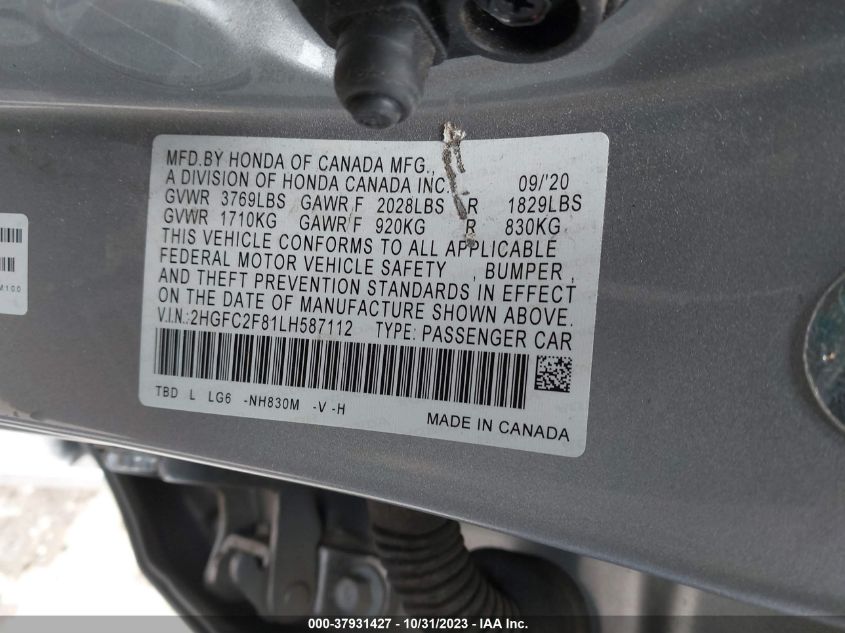 MFD.BY HONDA OF CANADA MFG.,
A DIVISION OF HONDA CANADA INC. 09/'20
GVWR 3769LBS GAWR F 2028LBS R 1829LBS
GVWR 1710KG GAWR F 920KG R 830KG
THIS VEHICLE CONFORMS TO ALL APPLICABLE
FEDERAL MOTOR VEHICLE SAFETY , BUMPER ,
AND THEFT PREVENTION STANDARDS IN EFFECT
ON THE DATE OF MANUFACTURE SHOWN ABOVE.
V.I.N.:2HGFC2F81LH587112 TYPE: PASSENGER CAR
TBD L LG6 -NH830M -V -H
MADE IN CANADA
000-37931427 - 10/31/2023 - IAA Inc.